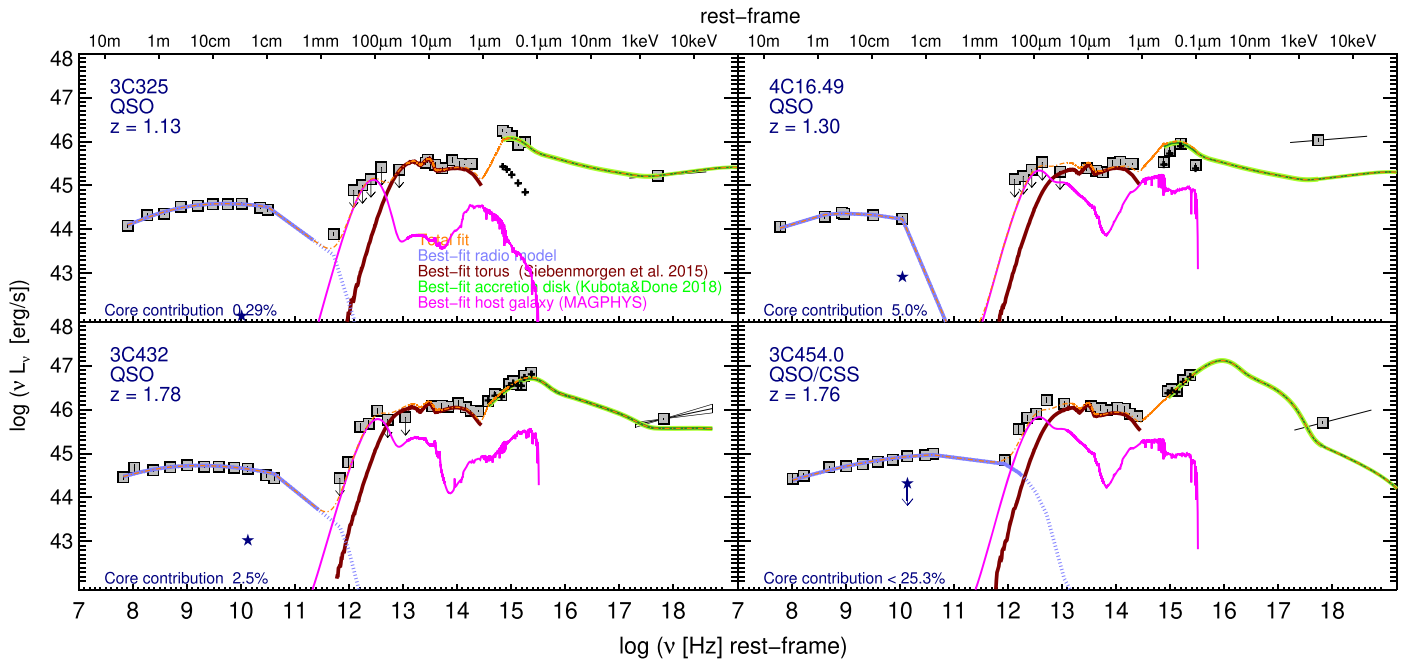 rest−frame
10m 1m 10cm 1cm 1mm 100μm 10μm 1μm 0.1μm 10nm 1keV 10keV 10m 1m 10cm 1cm 1mm 100μm 10μm 1μm 0.1μm 10nm 1keV 10keV
48
47
46
45
44
43
3C325
QSO
z = 1.13
Total fit
Best−fit radio model
Best−fit torus (Siebenmorgen et al. 2015)
Best−fit accretion disk (Kubota&Done 2018)
Best−fit host galaxy (MAGPHYS)
Core contribution 0.29%
4C16.49
QSO
z = 1.30
Core contribution 5.0%
48
47
46
45
44
43
3C432
QSO
z = 1.78
Core contribution 2.5%
3C454.0
QSO/CSS
z = 1.76
Core contribution < 25.3%
log (ν Lν [erg/s])
7 8 9 10 11 12 13 14 15 16 17 18 7 8 9 10 11 12 13 14 15 16 17 18
log (ν [Hz] rest−frame)